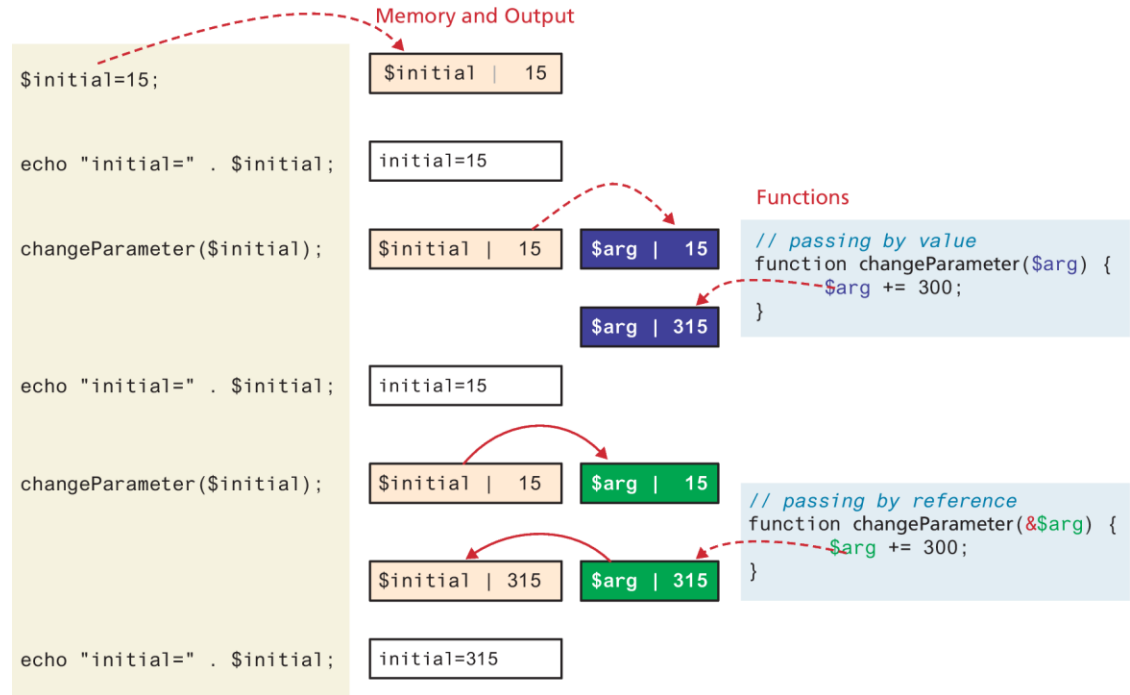 Memory and Output
$initial=15;
$initial | 15
echo "initial=" . $initial;
initial=15
Functions
changeParameter($initial);
$initial | 15
$arg | 15
// passing by value
function changeParameter($arg) {
$arg += 300;
}
$arg | 315
echo "initial=" . $initial;
initial=15
changeParameter($initial);
$initial | 15
$arg | 15
// passing by reference
function changeParameter(&$arg) {
$arg += 300;
}
$initial | 315
$arg | 315
echo "initial=" . $initial;
initial=315